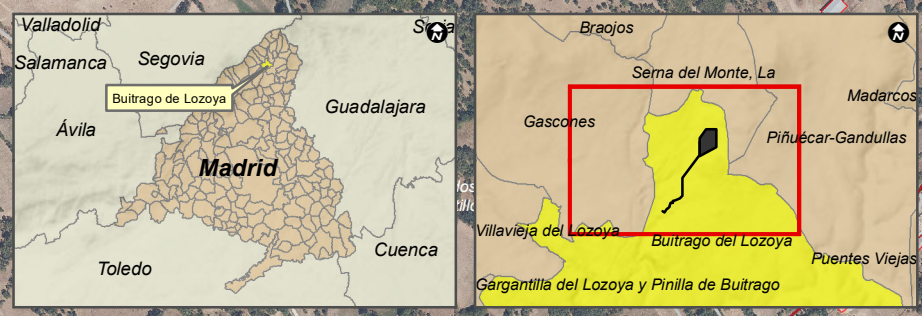 Valladolid
Salamanca
Segovia
N
Buitrago de Lozoya
Guadalajara
Ávila
Madrid
Cuenca
Toledo
Braojos
N
Serna del Monte, La
Madarcos
Gascones
Piñuécar-Gandullas
Villavieja del Lozoya
Buitrago del Lozoya
Puentes Viejas
Gargantilla del Lozoya y Pinilla de Buitrago